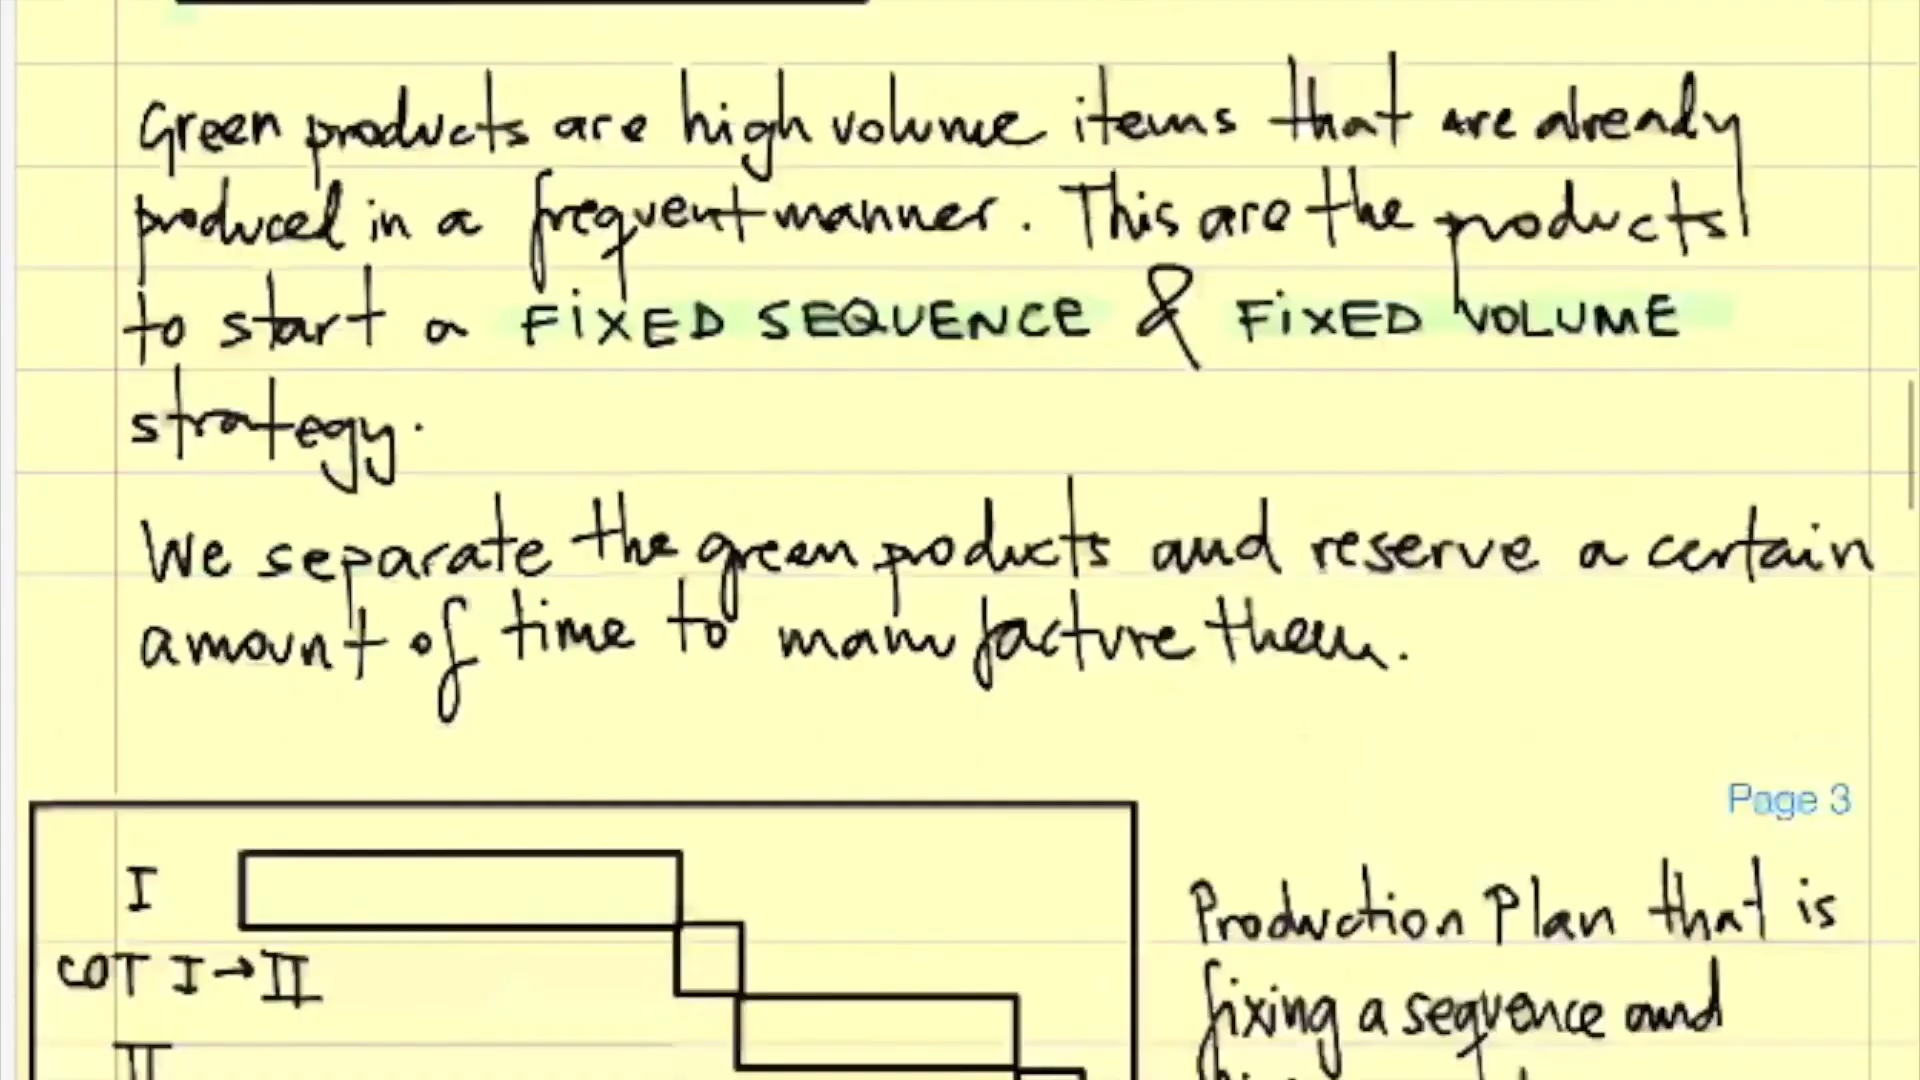 Green products are high volume items that are already
produced in a frequent manner. This are the products
to start a FiXED SEQUENCE & FiXED VOLUME
strategy.
We separate the green products and reserve a certain
amount of time to manufacture them.
Page 3
I
COT I→II
II
Production Plan that is
fixing a sequence and